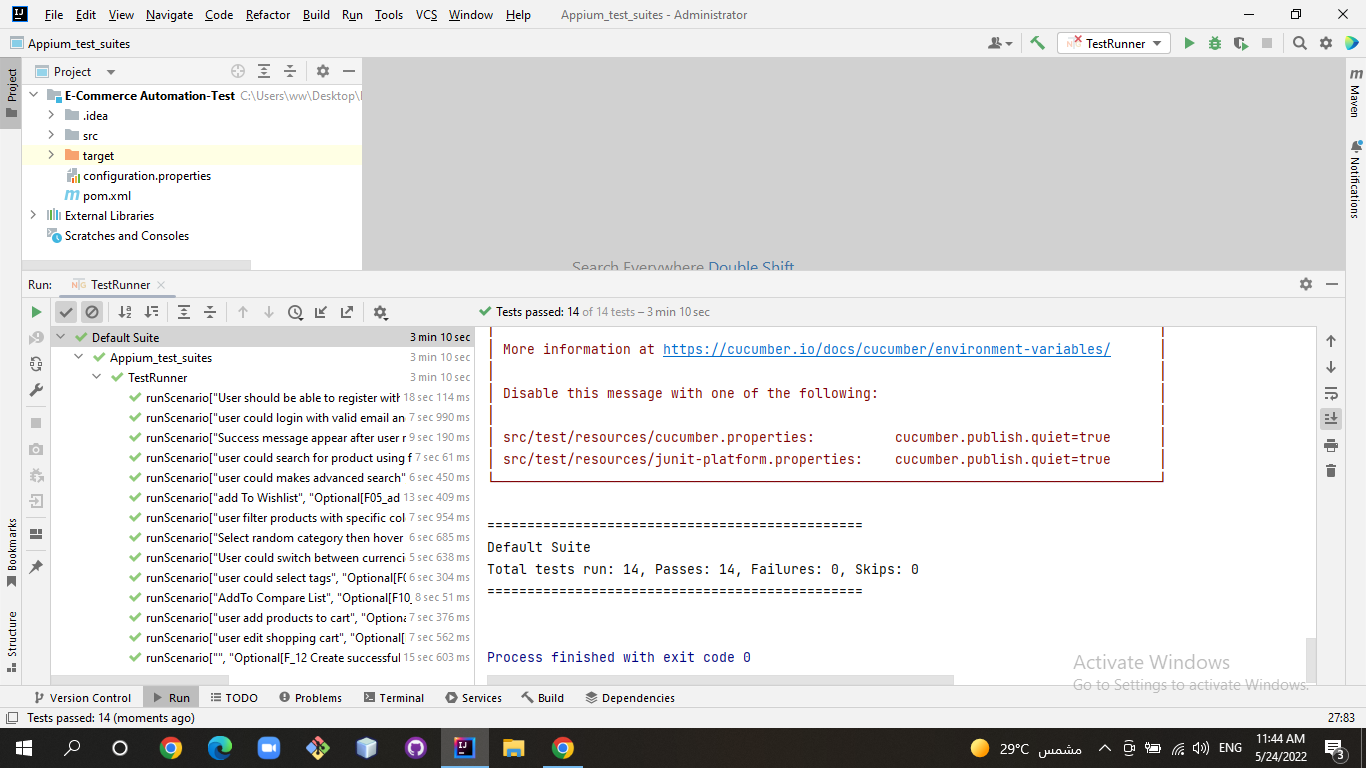 File Edit View Navigate Code Refactor Build Run Tools VCS Window Help Appium_test_suites - Administrator
Appium_test_suites TestRunner
Project
Project
E-Commerce Automation-Test C:\Users\ww\Desktop\
.idea
src
target
configuration.properties
pom.xml
External Libraries
Scratches and Consoles
Maven
Notifications
Search Everywhere Double Shift
Run: TestRunner
Tests passed: 14 of 14 tests – 3 min 10 sec
Default Suite 3 min 10 sec
Appium_test_suites 3 min 10 sec
TestRunner 3 min 10 sec
runScenario["User should be able to register with 18 sec 114 ms
runScenario["user could login with valid email an 7 sec 990 ms
runScenario["Success message appear after user r 9 sec 190 ms
runScenario["user could search for product using f 7 sec 61 ms
runScenario["user could makes advanced search" 6 sec 450 ms
runScenario["add To Wishlist", "Optional[F05_ad 13 sec 409 ms
runScenario["user filter products with specific col 7 sec 954 ms
runScenario["Select random category then hover 6 sec 685 ms
runScenario["User could switch between currenci 5 sec 638 ms
runScenario["user could select tags", "Optional[F0 6 sec 304 ms
runScenario["AddTo Compare List", "Optional[F10_ 8 sec 51 ms
runScenario["user add products to cart", "Optiona 7 sec 376 ms
runScenario["user edit shopping cart", "Optional[ 7 sec 562 ms
runScenario["", "Optional[F_12 Create successful 15 sec 603 ms
More information at https://cucumber.io/docs/cucumber/environment-variables/
Disable this message with one of the following:
src/test/resources/cucumber.properties: cucumber.publish.quiet=true
src/test/resources/junit-platform.properties: cucumber.publish.quiet=true
===============================================
Default Suite
Total tests run: 14, Passes: 14, Failures: 0, Skips: 0
===============================================
Process finished with exit code 0
Bookmarks
Structure
Activate Windows
Go to Settings to activate Windows.
Version Control Run TODO Problems Terminal Services Build Dependencies
Tests passed: 14 (moments ago) 27:83
29°C مشمس ENG 11:44 AM
5/24/2022 3